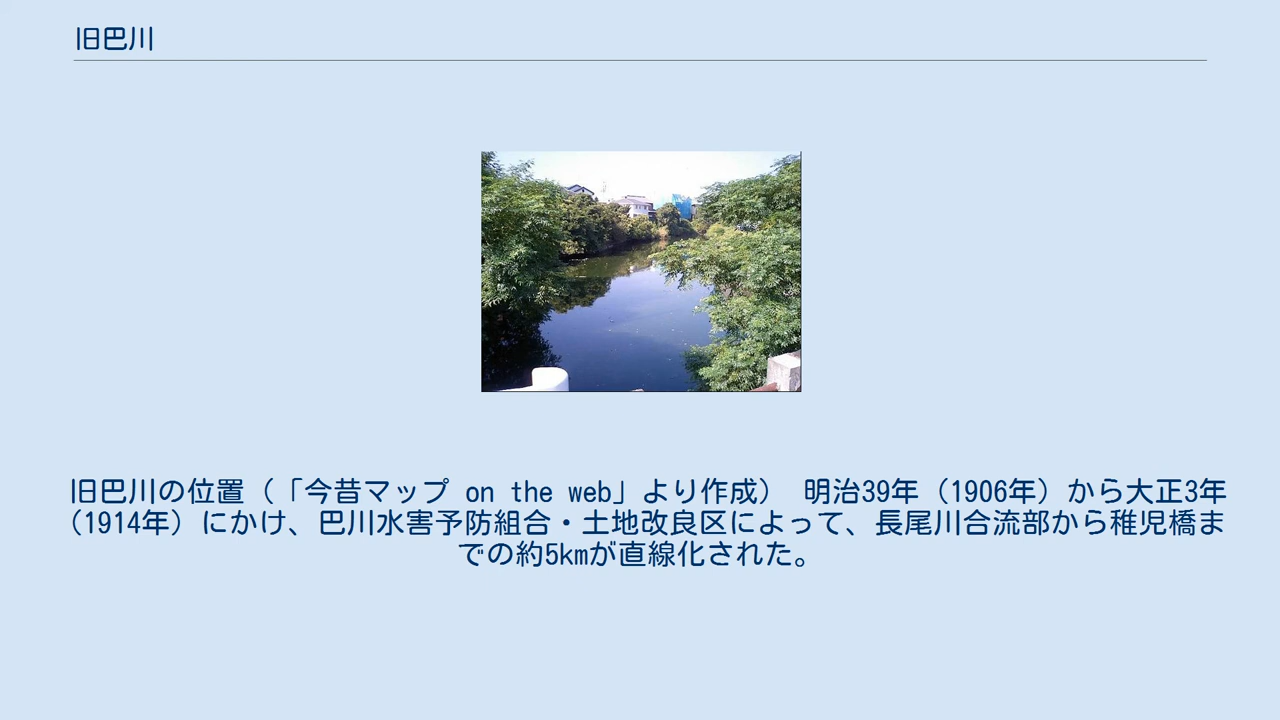 旧巴川
旧巴川の位置（「今昔マップ on the web」より作成） 明治39年（1906年）から大正3年
（1914年）にかけ、巴川水害予防組合・土地改良区によって、長尾川合流部から稚児橋ま
での約5kmが直線化された。